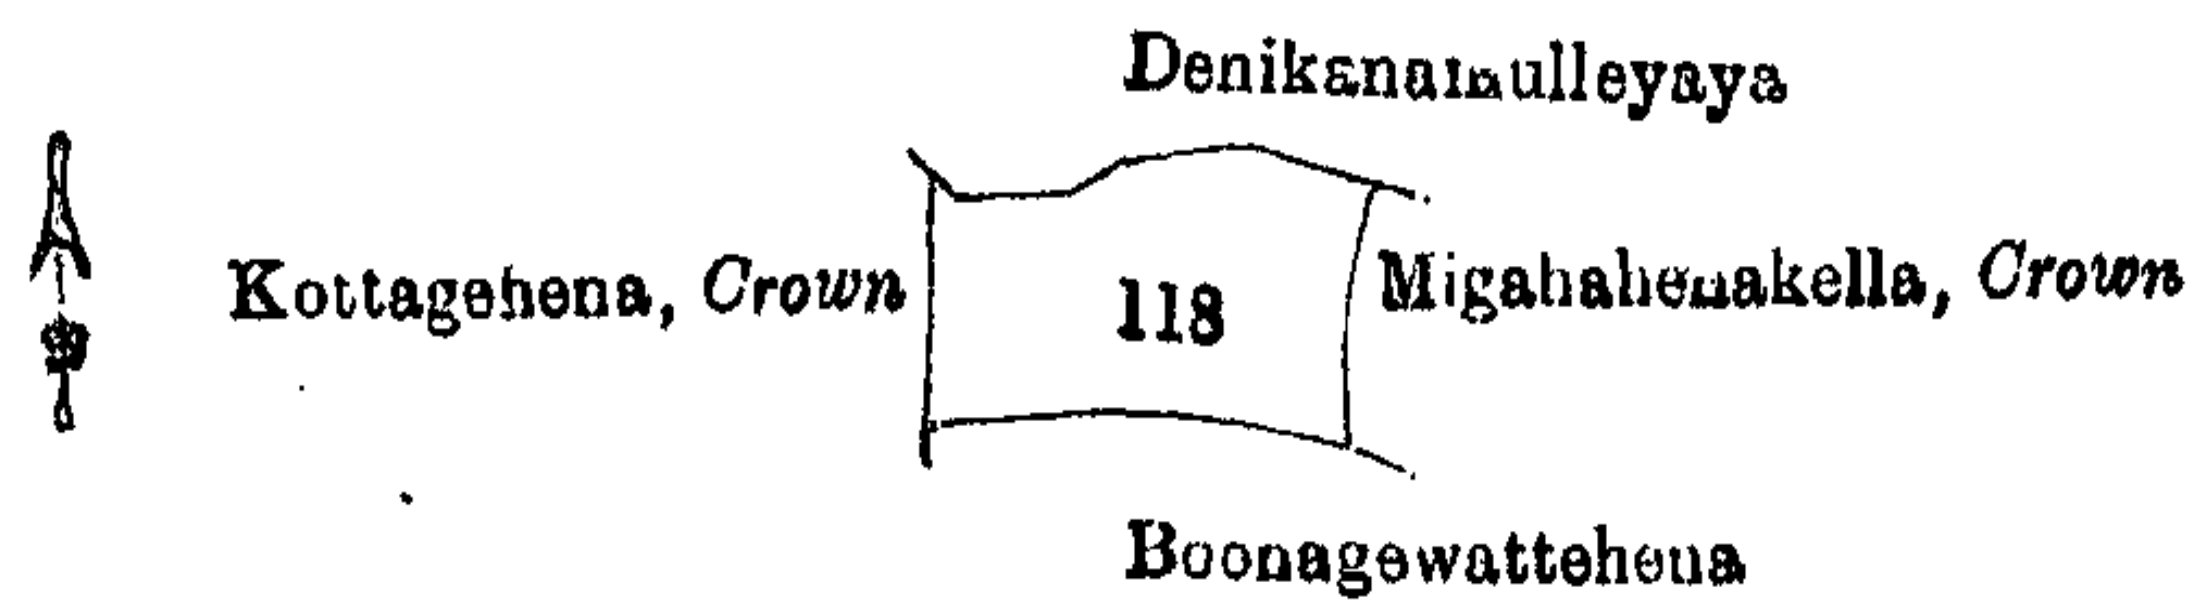 Denikanamulleyaya
Kottagehena, Crown
118
Migahahenakella, Crown
Boonagewattehena